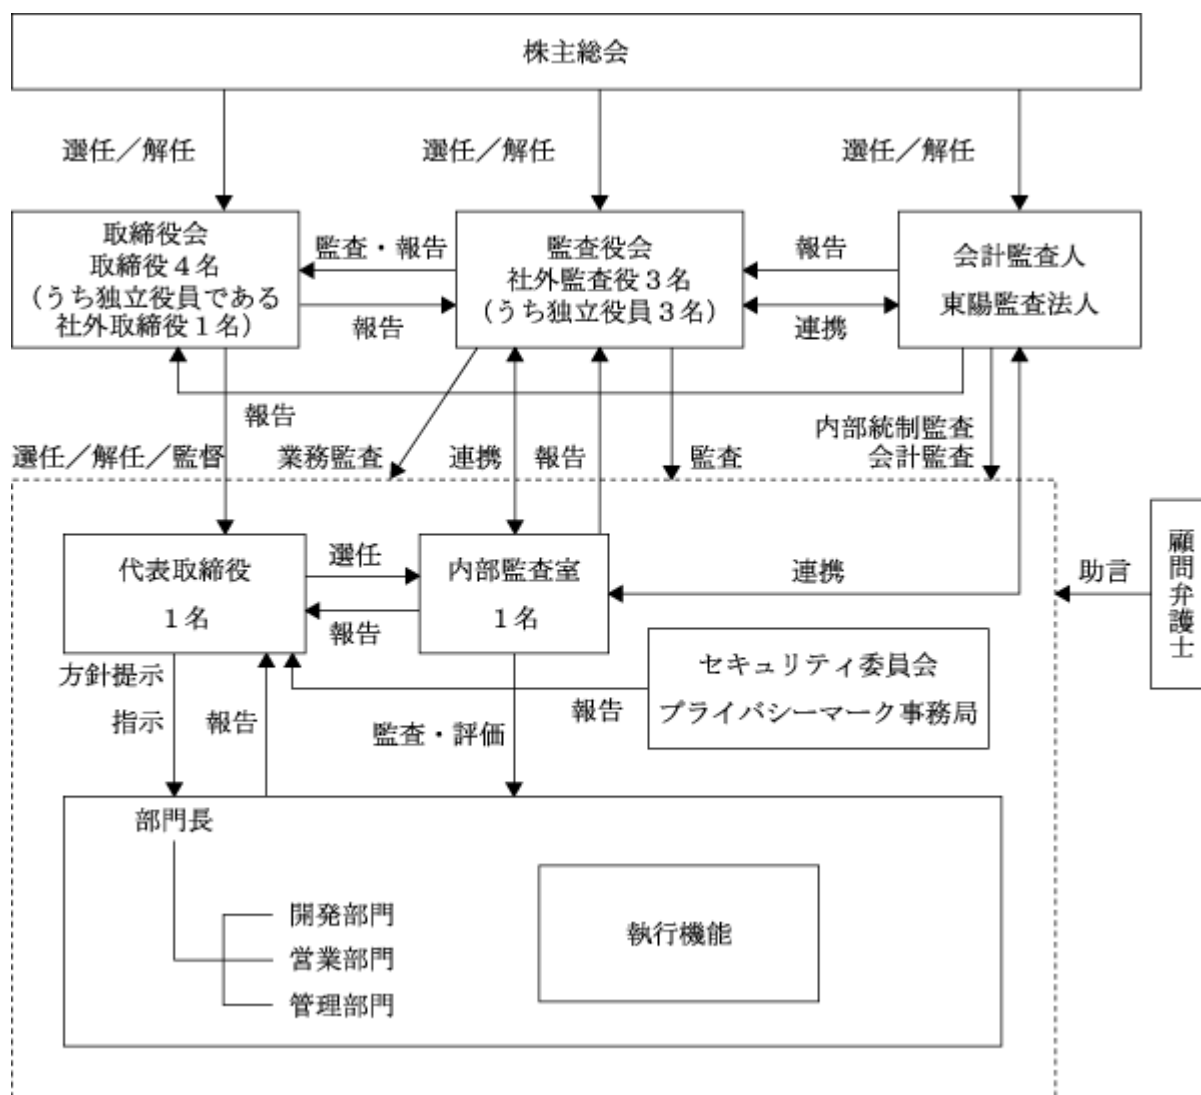 株主総会
選任／解任
選任／解任
選任／解任
取締役会
取締役４名
（うち独立役員である
社外取締役１名）
監査・報告
報告
監査役会
社外監査役３名
（うち独立役員３名）
報告
連携
会計監査人
東陽監査法人
報告
選任／解任／監督
業務監査
連携
報告
監査
内部統制監査
会計監査
代表取締役
１名
選任
報告
内部監査室
１名
連携
助言
顧問弁護士
セキュリティ委員会
プライバシーマーク事務局
報告
方針提示
指示
報告
監査・評価
部門長
開発部門
営業部門
管理部門
執行機能